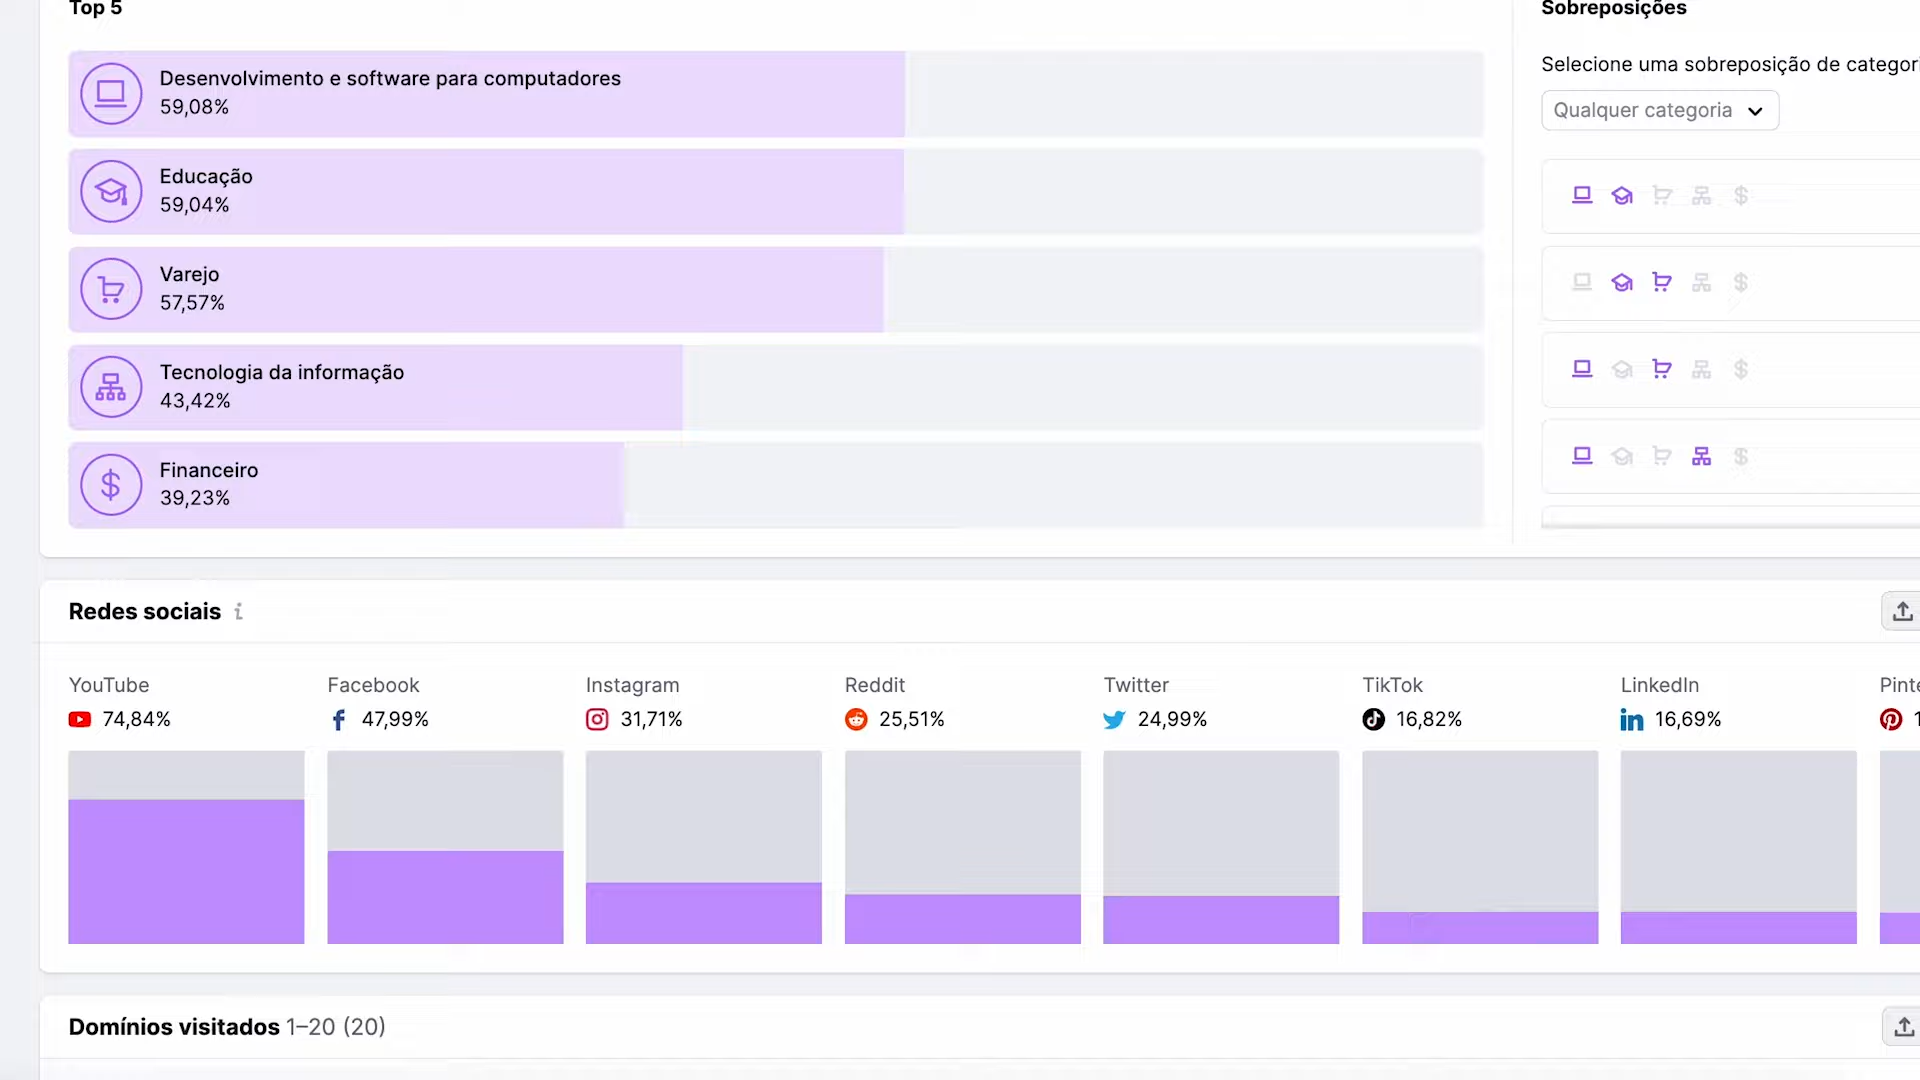 Top 5
Desenvolvimento e software para computadores
59,08%
Educação
59,04%
Varejo
57,57%
Tecnologia da informação
43,42%
Financeiro
39,23%
Sobreposições
Selecione uma sobreposição de categori
Qualquer categoria
Redes sociais
YouTube
74,84%
Facebook
47,99%
Instagram
31,71%
Reddit
25,51%
Twitter
24,99%
TikTok
16,82%
LinkedIn
16,69%
Pinte
1
Domínios visitados 1–20 (20)